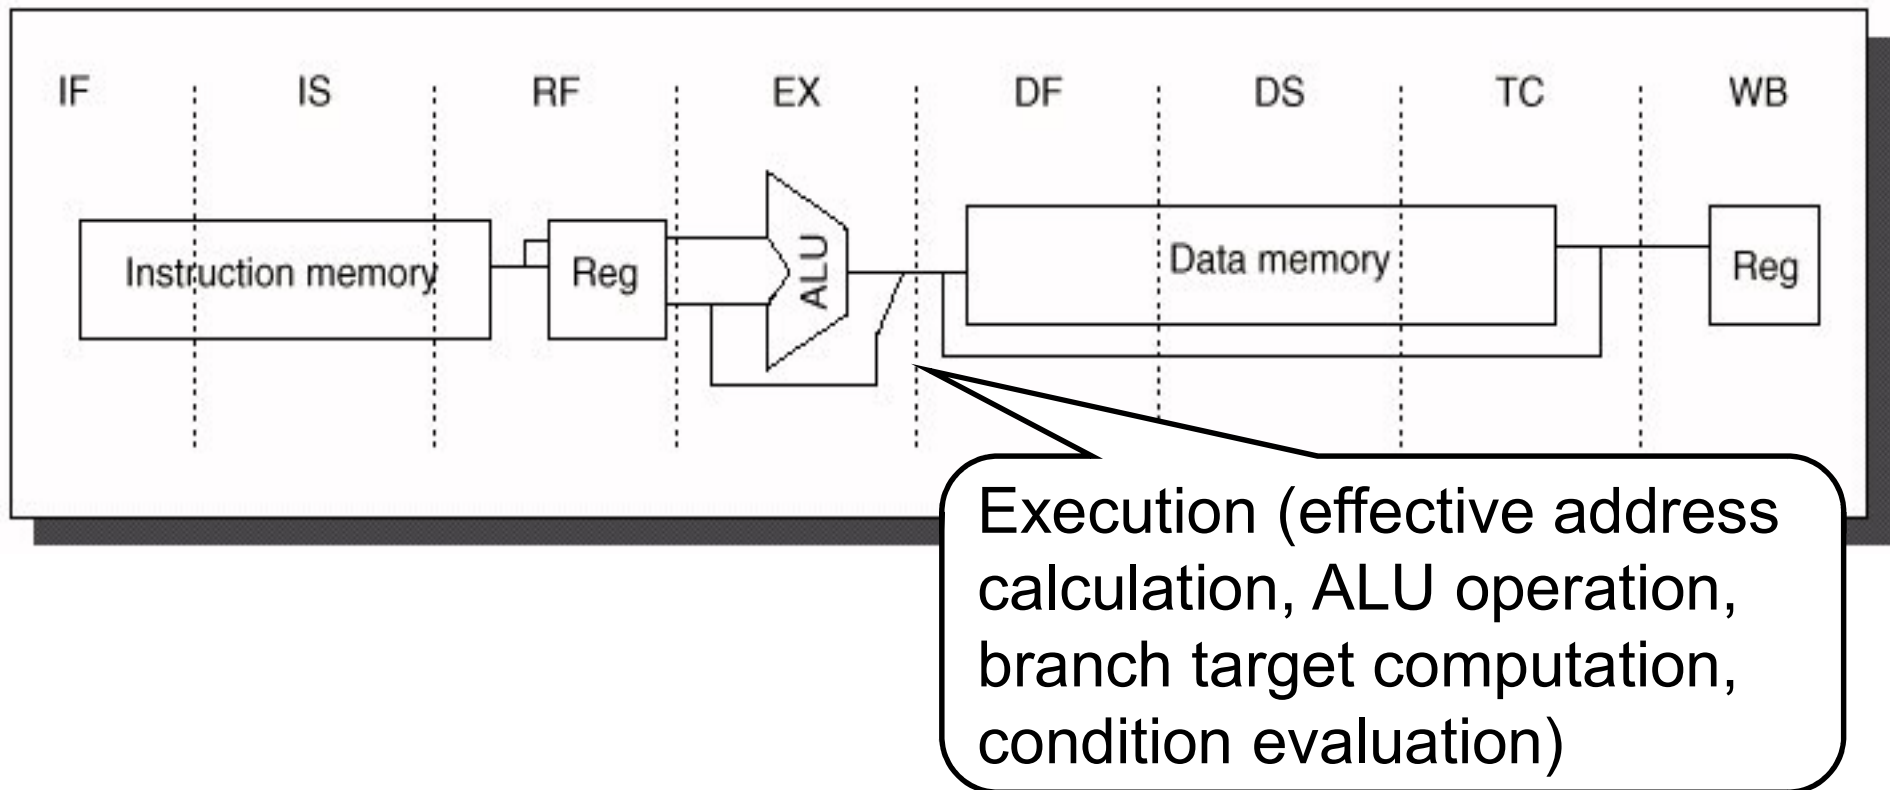 IF IS RF EX DF DS TC WB
Instruction memory Reg ALU Data memory Reg
Execution (effective address
calculation, ALU operation,
branch target computation,
condition evaluation)